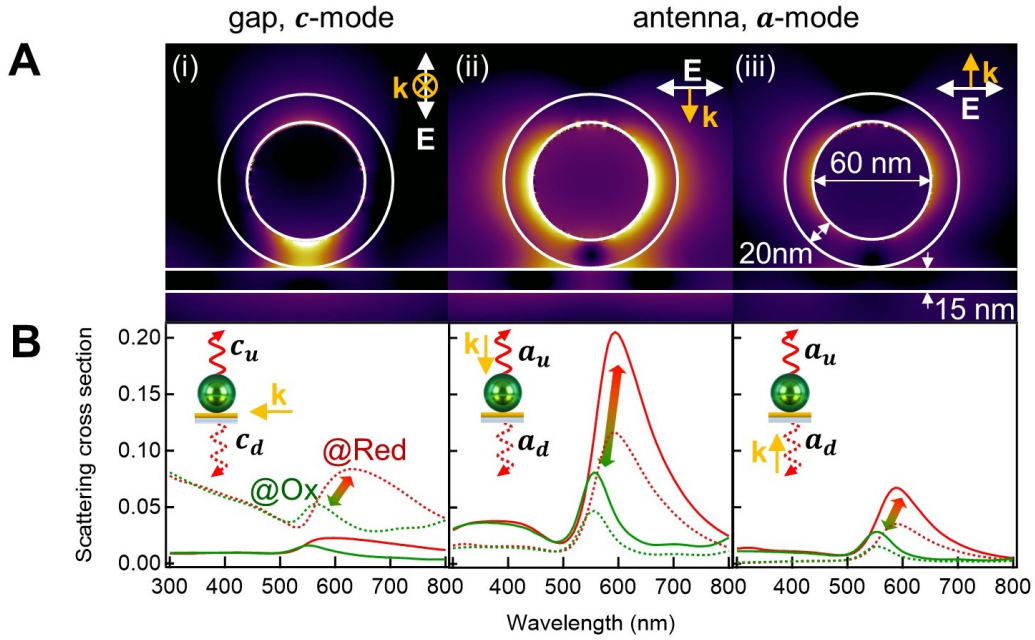 gap, c-mode
antenna, a-mode
A
(i)
k
E
(ii)
E
k
(iii)
k
E
60 nm
20nm
15 nm
B
Scattering cross section
0.20
0.15
0.10
0.05
0.00
c_u
k
c_d
@Red
@Ox
k
a_u
a_d
a_u
k
a_d
300 400 500 600 700 800
300 400 500 600 700 800
300 400 500 600 700 800
Wavelength (nm)